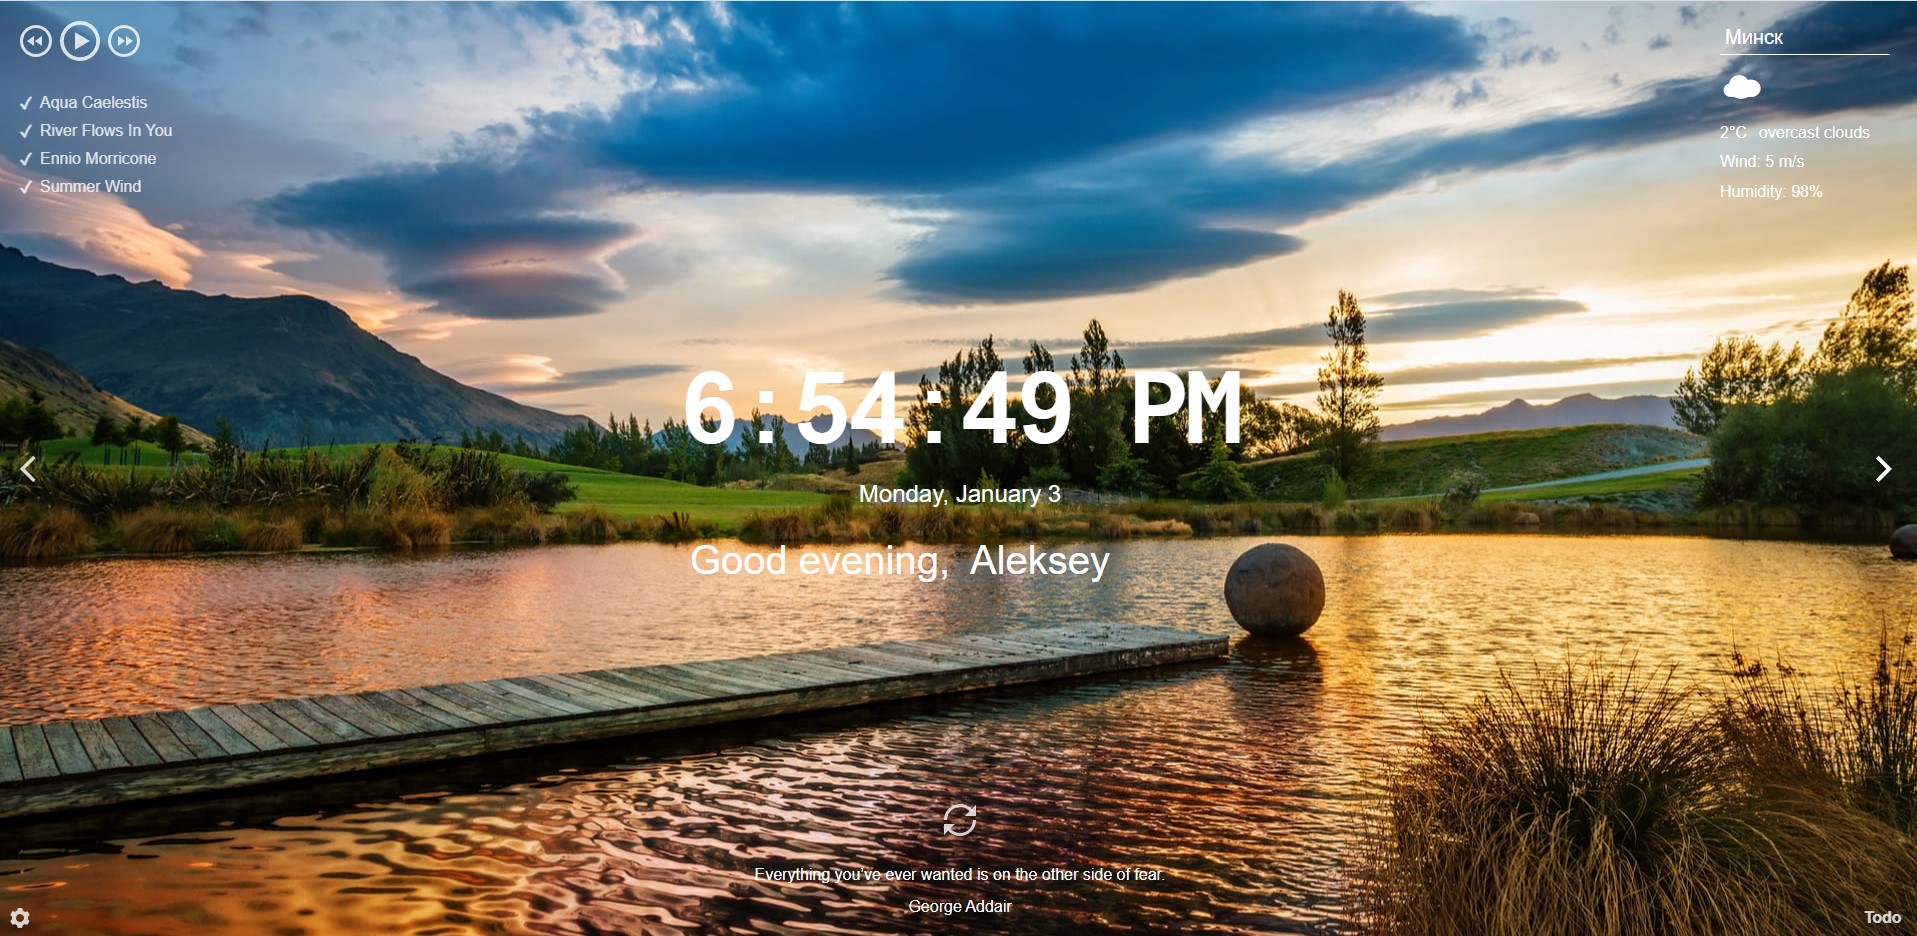 Aqua Caelestis
River Flows In You
Ennio Morricone
Summer Wind
Минск
2°C overcast clouds
Wind: 5 m/s
Humidity: 98%
6:54:49 PM
Monday, January 3
Good evening, Aleksey
Everything you've ever wanted is on the other side of fear.
George Addair
Todo